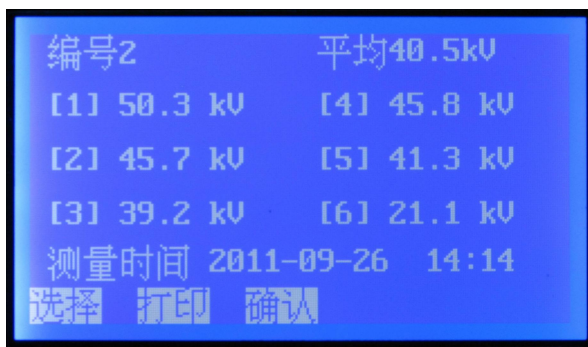 编号2 平均40.5kV
[1] 50.3 kV [4] 45.8 kV
[2] 45.7 kV [5] 41.3 kV
[3] 39.2 kV [6] 21.1 kV
测量时间 2011-09-26 14:14
选择 打印 确认